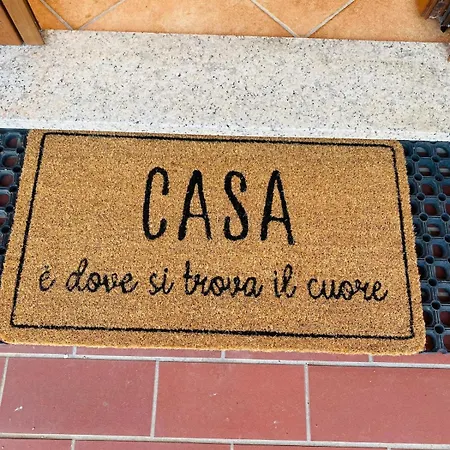 CASA
è dove si trova il cuore